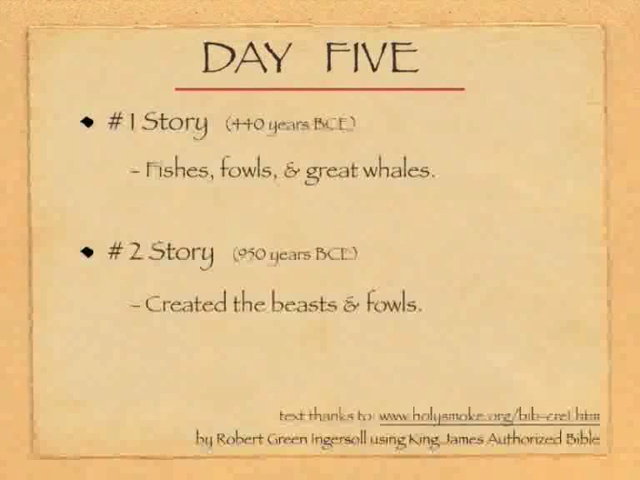 DAY FIVE
# 1 Story (440 years BCE)
- Fishes, fowls, & great whales.
# 2 Story (950 years BCE)
- Created the beasts & fowls.
text thanks to: www.holysmoke.org/bib-cre1.htm
by Robert Green Ingersoll using King James Authorized Bible